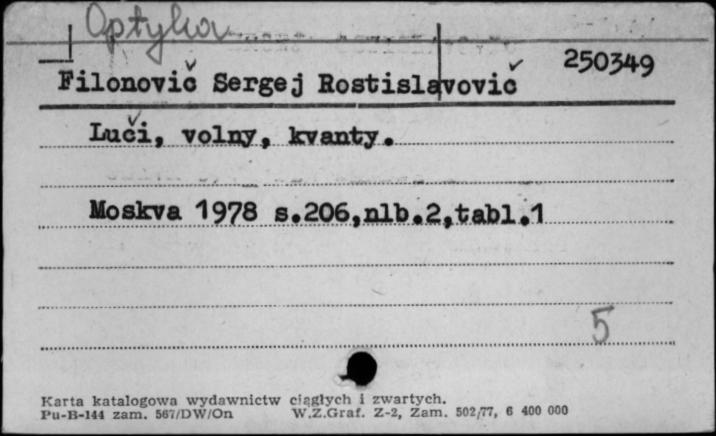 Optyka
250349
Filonovič Sergej Rostislavovič
Luči, volny, kvanty.
Moskva 1978 s.206,nlb.2,tabl.1
5
Karta katalogowa wydawnictw ciągłych i zwartych.
Pu-B-144 zam. 567/DW/On W.Z.Graf. Z-2, Zam. 502/77, 6 400 000